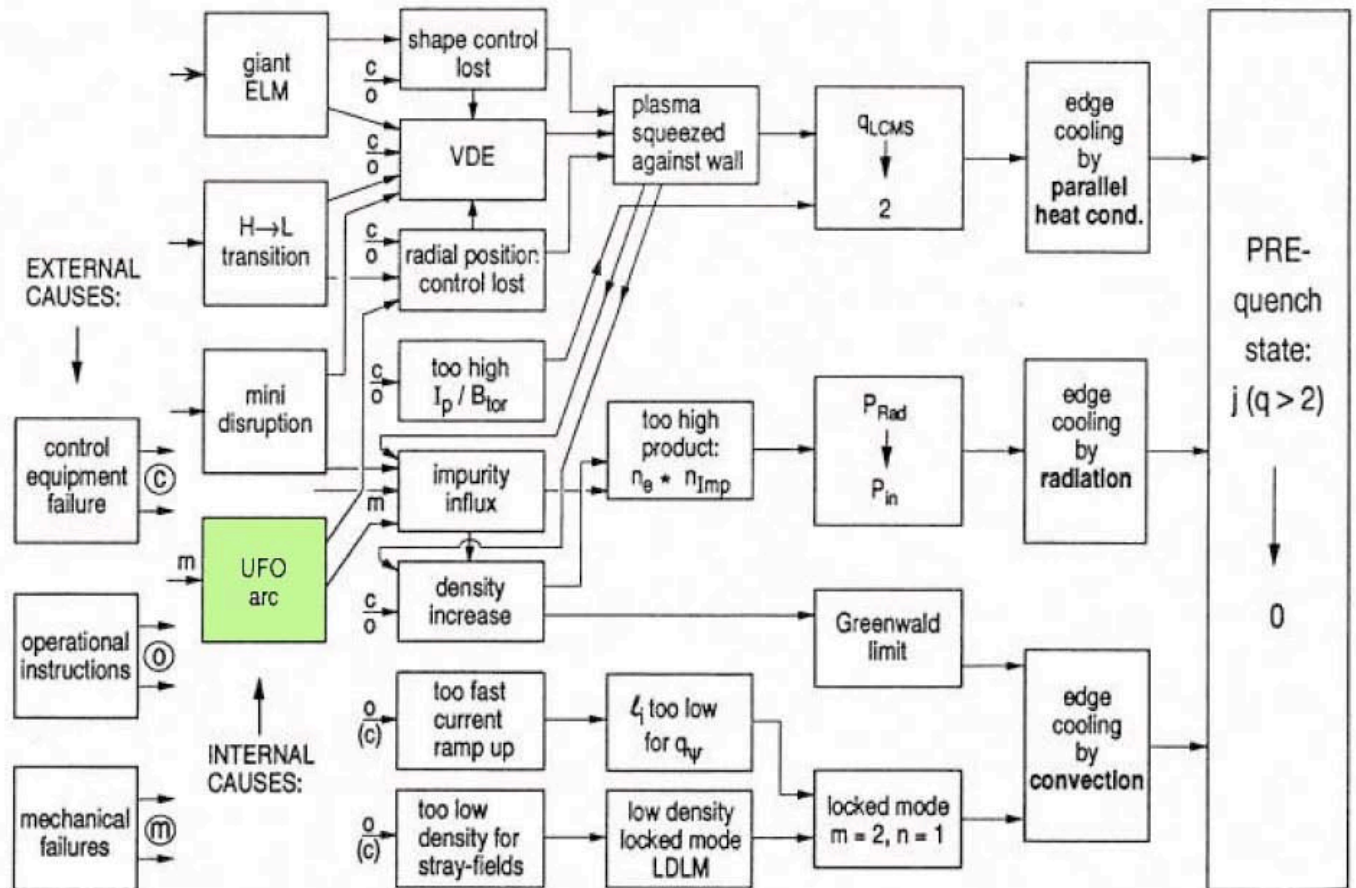 giant
ELM
H→L
transition
EXTERNAL
CAUSES:
mini
disruption
control
equipment
failure
c
m
UFO
arc
operational
instructions
o
INTERNAL
CAUSES:
mechanical
failures
m
shape control
lost
c
o
VDE
c
o
radial position
control lost
c
o
too high
Ip / Btor
c
o
impurity
influx
m
density
increase
c
o
too fast
current
ramp up
o
(c)
too low
density for
stray-fields
o
(c)
plasma
squeezed
against wall
too high
product:
ne * nImp
ℓi too low
for qψ
low density
locked mode
LDLM
qLCMS
2
PRad
Pin
Greenwald
limit
locked mode
m = 2, n = 1
edge
cooling
by
parallel
heat cond.
edge
cooling
by
radiation
edge
cooling
by
convection
PRE-
quench
state:
j (q > 2)
0